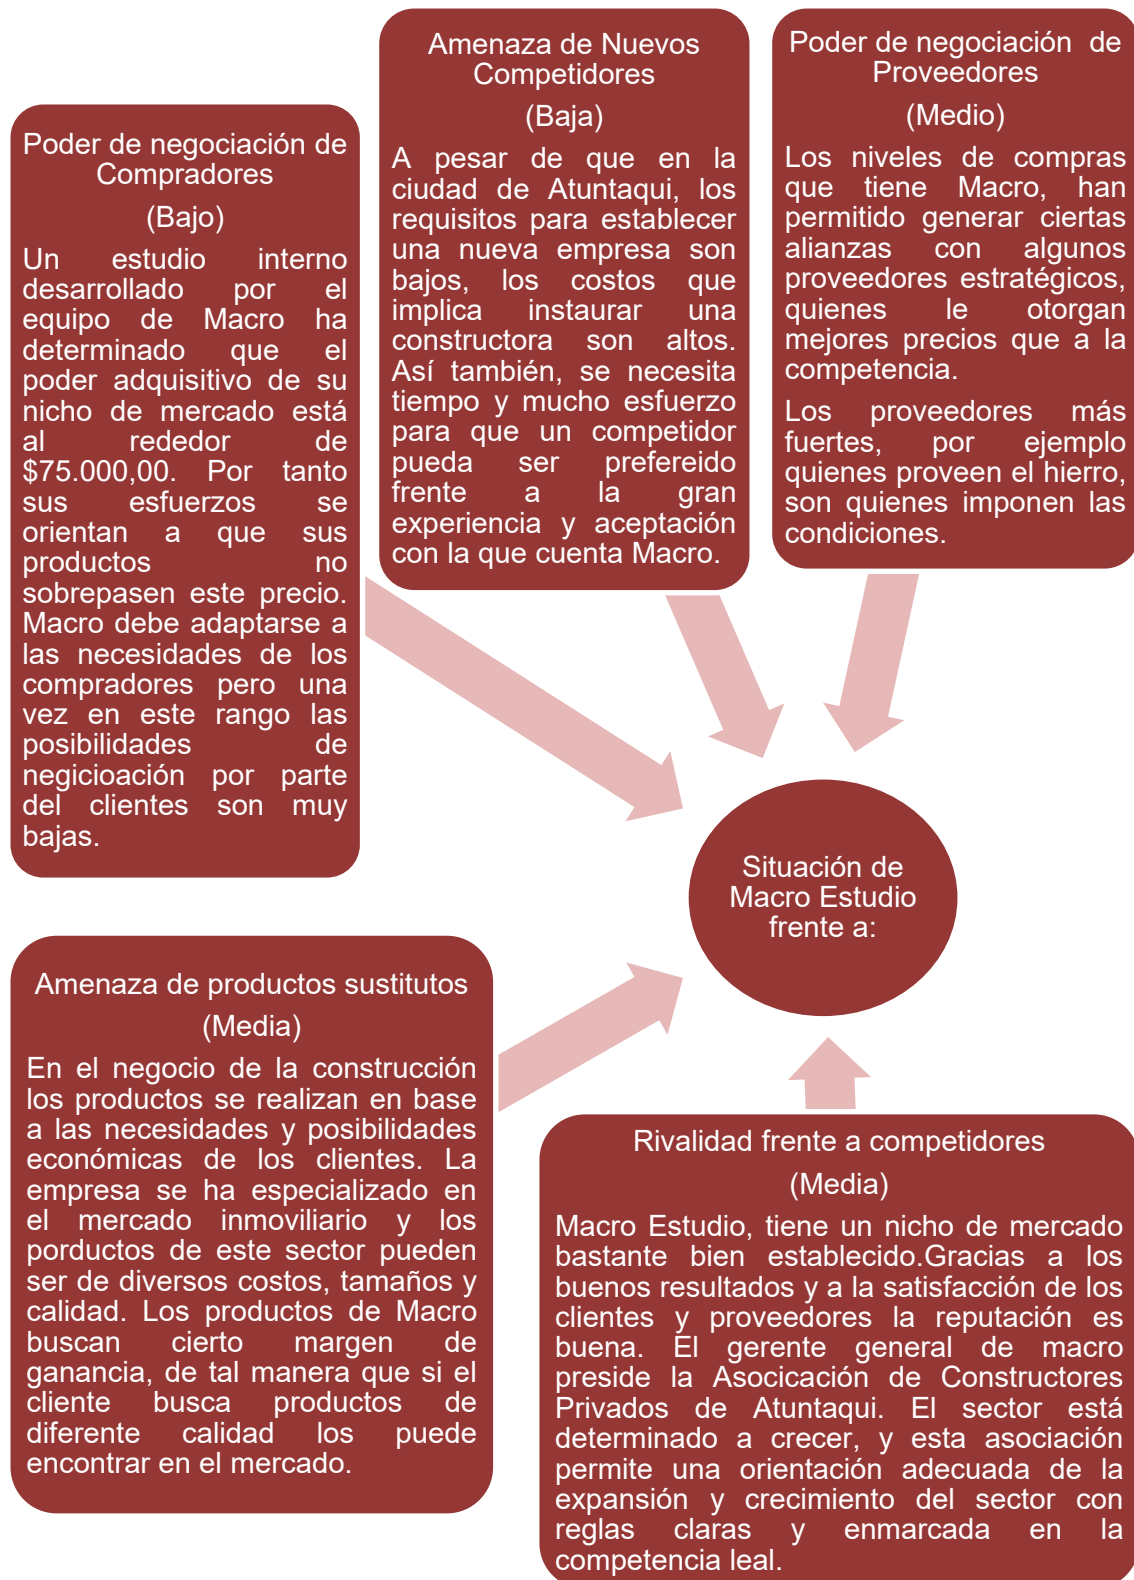 Poder de negociación de
Compradores
(Bajo)
Un estudio interno
desarrollado por el
equipo de Macro ha
determinado que el
poder adquisitivo de su
nicho de mercado está
al rededor de
$75.000,00. Por tanto
sus esfuerzos se
orientan a que sus
productos no
sobrepasen este precio.
Macro debe adaptarse a
las necesidades de los
compradores pero una
vez en este rango las
posibilidades de
negicioación por parte
del clientes son muy
bajas.
Amenaza de Nuevos
Competidores
(Baja)
A pesar de que en la
ciudad de Atuntaqui, los
requisitos para establecer
una nueva empresa son
bajos, los costos que
implica instaurar una
constructora son altos.
Así también, se necesita
tiempo y mucho esfuerzo
para que un competidor
pueda ser prefereido
frente a la gran
experiencia y aceptación
con la que cuenta Macro.
Poder de negociación de
Proveedores
(Medio)
Los niveles de compras
que tiene Macro, han
permitido generar ciertas
alianzas con algunos
proveedores estratégicos,
quienes le otorgan
mejores precios que a la
competencia.
Los proveedores más
fuertes, por ejemplo
quienes proveen el hierro,
son quienes imponen las
condiciones.
Situación de
Macro Estudio
frente a:
Amenaza de productos sustitutos
(Media)
En el negocio de la construcción
los productos se realizan en base
a las necesidades y posibilidades
económicas de los clientes. La
empresa se ha especializado en
el mercado inmoviliario y los
porductos de este sector pueden
ser de diversos costos, tamaños y
calidad. Los productos de Macro
buscan cierto margen de
ganancia, de tal manera que si el
cliente busca productos de
diferente calidad los puede
encontrar en el mercado.
Rivalidad frente a competidores
(Media)
Macro Estudio, tiene un nicho de mercado
bastante bien establecido.Gracias a los
buenos resultados y a la satisfacción de los
clientes y proveedores la reputación es
buena. El gerente general de macro
preside la Asocicación de Constructores
Privados de Atuntaqui. El sector está
determinado a crecer, y esta asociación
permite una orientación adecuada de la
expansión y crecimiento del sector con
reglas claras y enmarcada en la
competencia leal.